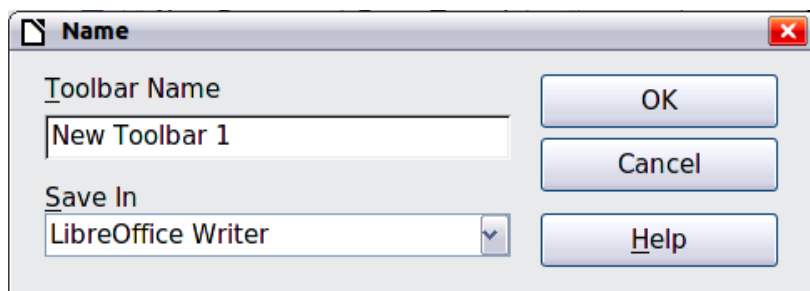 Name
Toolbar Name
New Toolbar 1
Save In
LibreOffice Writer
OK
Cancel
Help